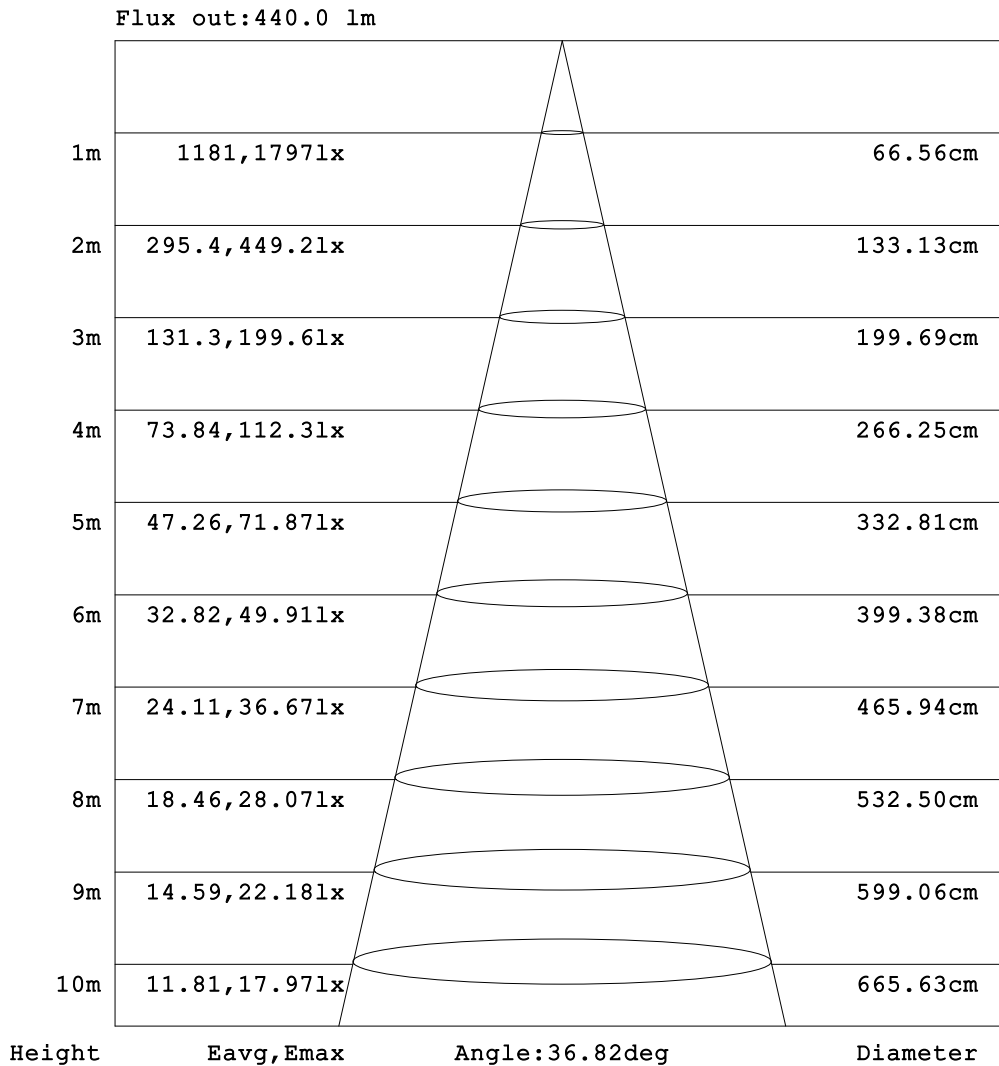 Flux out:440.0 lm
1m 1181,1797lx 66.56cm
2m 295.4,449.2lx 133.13cm
3m 131.3,199.6lx 199.69cm
4m 73.84,112.3lx 266.25cm
5m 47.26,71.87lx 332.81cm
6m 32.82,49.91lx 399.38cm
7m 24.11,36.67lx 465.94cm
8m 18.46,28.07lx 532.50cm
9m 14.59,22.18lx 599.06cm
10m 11.81,17.97lx 665.63cm
Height Eavg,Emax Angle:36.82deg Diameter